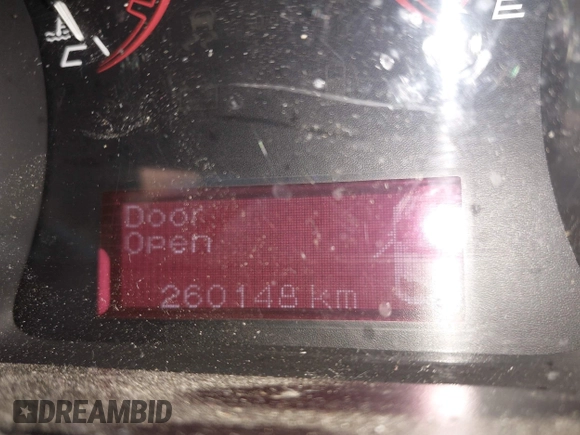 C
E
Door
Open
260148 km
DREAMBID